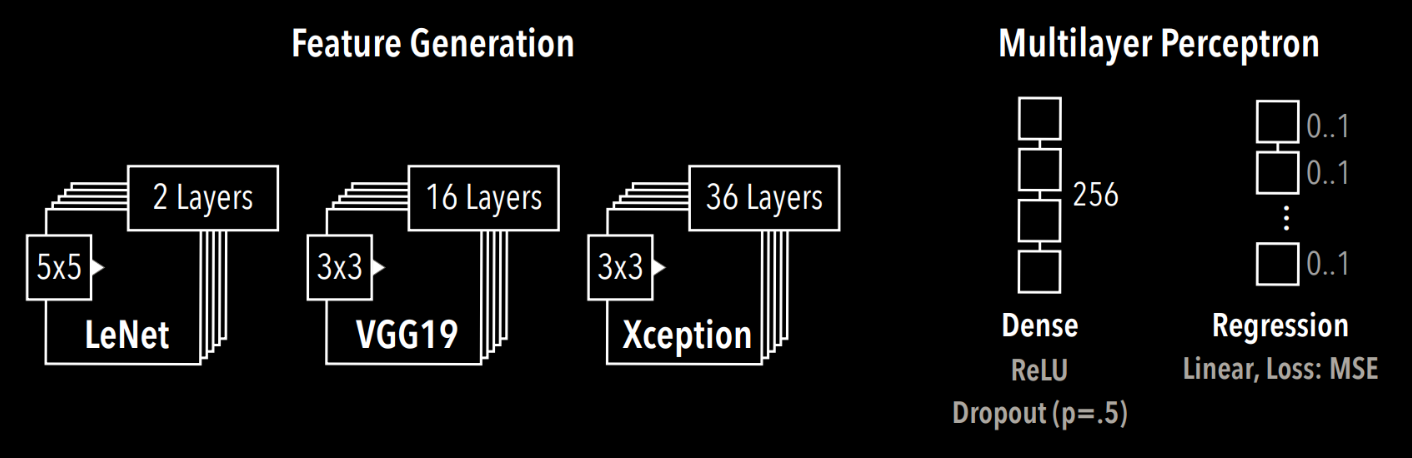 Feature Generation
Multilayer Perceptron
2 Layers
5x5
LeNet
16 Layers
3x3
VGG19
36 Layers
3x3
Xception
256
Dense
ReLU
Dropout (p=.5)
0..1
0..1
0..1
Regression
Linear, Loss: MSE